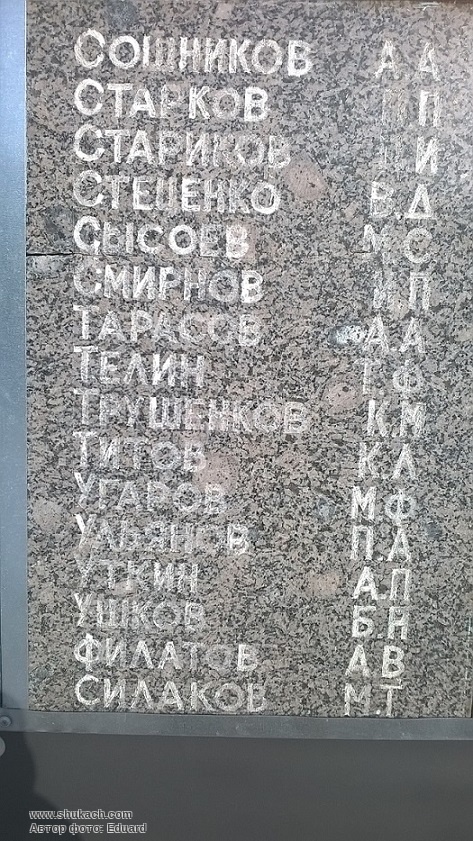 СОШНИКОВ А.А
СТАРКОВ П П
СТАРИКОВ И
СТЕЦЕНКО В.Д
СЫСОЕВ М С
СМИРНОВ И.П
ТАРАСОВ А.А
ТЕЛИН Т.Ф
ТРУШЕНКОВ К.М
ТИТОВ К.Л
УГАРОВ М.Ф
УЛЬЯНОВ П.А
УТКИН А.П
УШКОВ Б.Н
ФИЛАТОВ А.В
СИЛАКОВ М.Т
www.shukach.com
Автор фото: Eduard